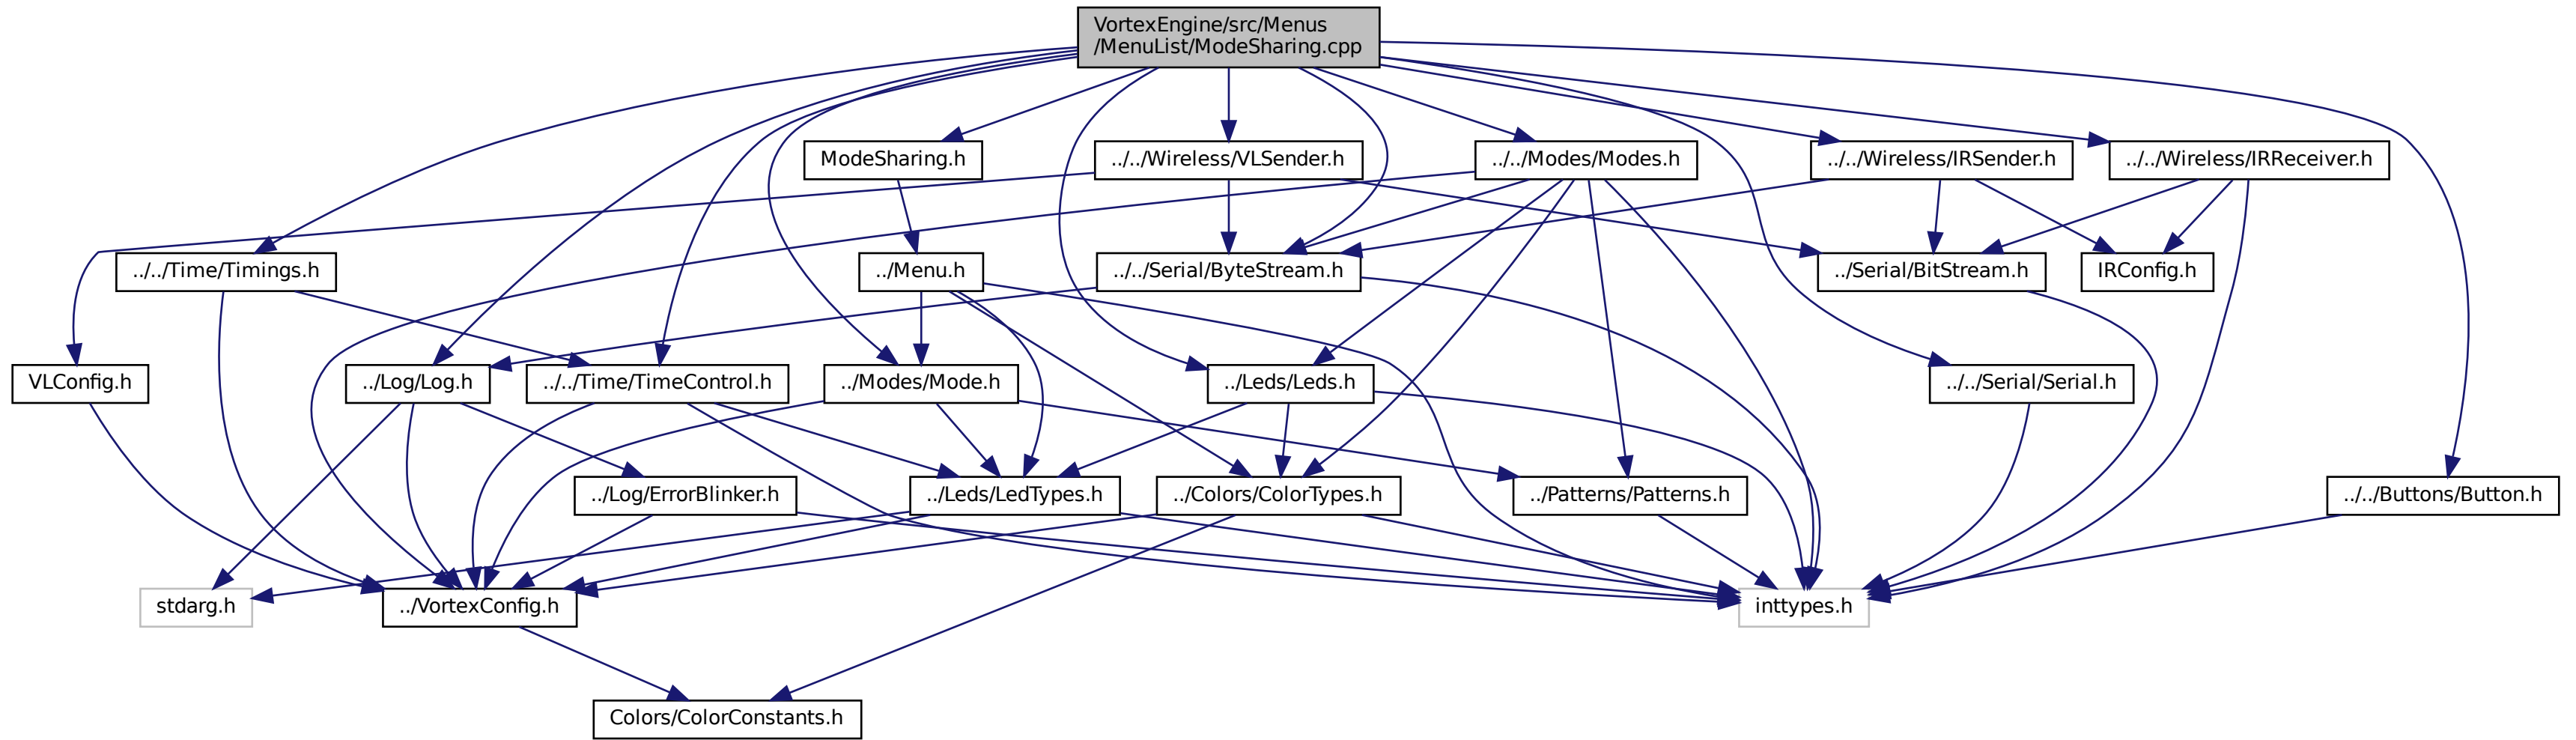 VortexEngine/src/Menus
/MenuList/ModeSharing.cpp
ModeSharing.h
../../Wireless/VLSender.h
../../Modes/Modes.h
../../Wireless/IRSender.h
../../Wireless/IRReceiver.h
../../Time/Timings.h
../Menu.h
../../Serial/ByteStream.h
../Serial/BitStream.h
IRConfig.h
VLConfig.h
../Log/Log.h
../../Time/TimeControl.h
../Modes/Mode.h
../Leds/Leds.h
../../Serial/Serial.h
../Log/ErrorBlinker.h
../Leds/LedTypes.h
../Colors/ColorTypes.h
../Patterns/Patterns.h
../../Buttons/Button.h
stdarg.h
../VortexConfig.h
inttypes.h
Colors/ColorConstants.h